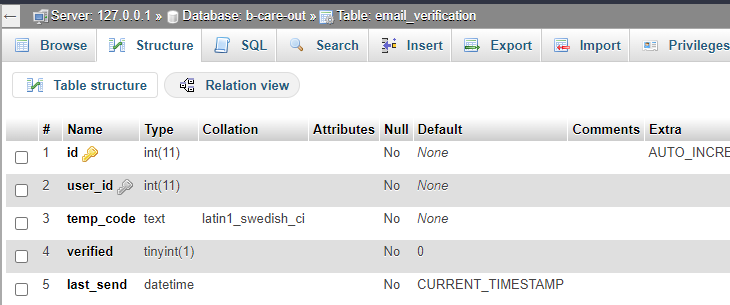 ← Server: 127.0.0.1 » Database: b-care-out » Table: email_verification
Browse Structure SQL Search Insert Export Import Privileges
Table structure Relation view
# Name Type Collation Attributes Null Default Comments Extra
1 id int(11) No None AUTO_INCRE
2 user_id int(11) No None
3 temp_code text latin1_swedish_ci No None
4 verified tinyint(1) No 0
5 last_send datetime No CURRENT_TIMESTAMP